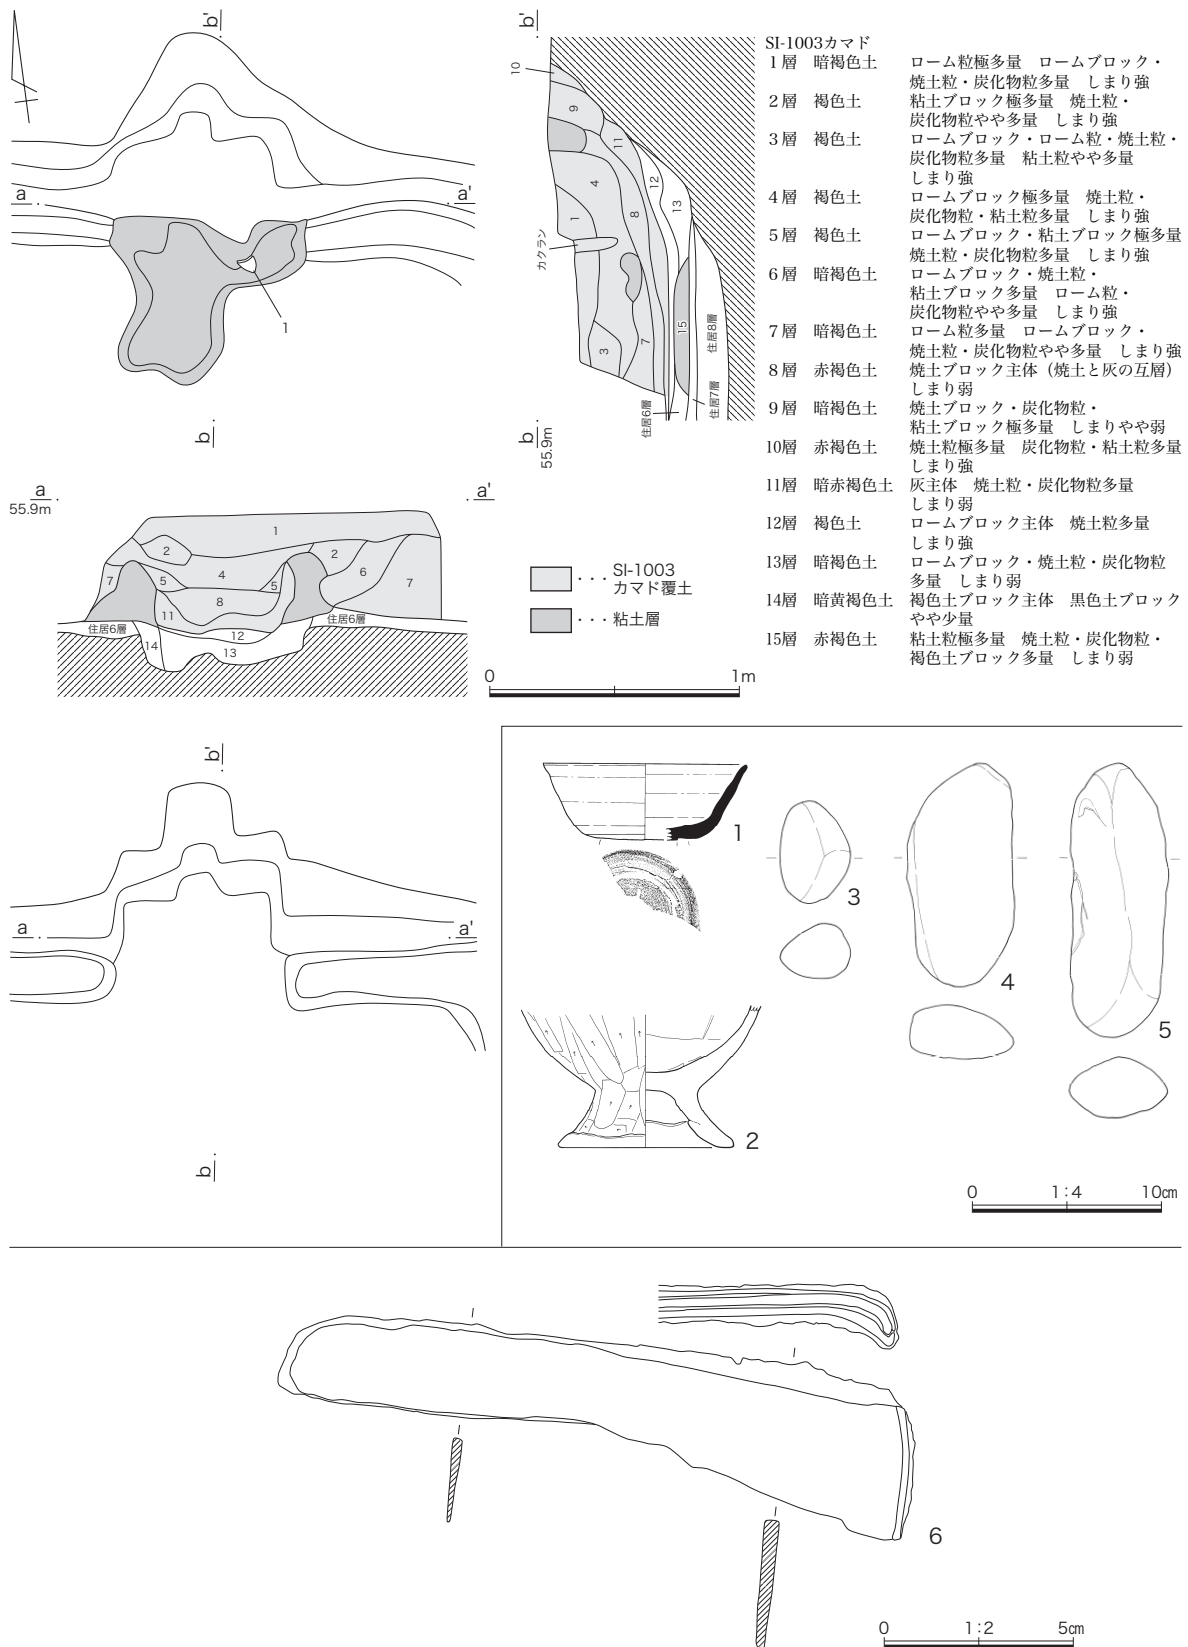 b'
b'
a
a'
1
b
b
55.9m
10
9
11
12
13
4
8
1
カクラン
15
住居8層
3
7
住居6層
住居7層
SI-1003カマド
1層 暗褐色土 ローム粒極多量 ロームブロック・
焼土粒・炭化物粒多量 しまり強
2層 褐色土 粘土ブロック極多量 焼土粒・
炭化物粒やや多量 しまり強
3層 褐色土 ロームブロック・ローム粒・焼土粒・
炭化物粒多量 粘土粒やや多量
しまり強
4層 褐色土 ロームブロック極多量 焼土粒・
炭化物粒・粘土粒多量 しまり強
5層 褐色土 ロームブロック・粘土ブロック極多量
焼土粒・炭化物粒多量 しまり強
6層 暗褐色土 ロームブロック・焼土粒・
粘土ブロック多量 ローム粒・
炭化物粒やや多量 しまり強
7層 暗褐色土 ローム粒多量 ロームブロック・
焼土粒・炭化物粒やや多量 しまり強
8層 赤褐色土 焼土ブロック主体（焼土と灰の互層）
しまり弱
9層 暗褐色土 焼土ブロック・炭化物粒・
粘土ブロック極多量 しまりやや弱
10層 赤褐色土 焼土粒極多量 炭化物粒・粘土粒多量
しまり強
11層 暗赤褐色土 灰主体 焼土粒・炭化物粒多量
しまり弱
12層 褐色土 ロームブロック主体 焼土粒多量
しまり強
13層 暗褐色土 ロームブロック・焼土粒・炭化物粒
多量 しまり弱
14層 暗黄褐色土 褐色土ブロック主体 黒色土ブロック
やや少量
15層 赤褐色土 粘土粒極多量 焼土粒・炭化物粒・
褐色土ブロック多量 しまり弱
a
55.9m
a'
1
2
2
7
5
4
5
6
7
11
8
住居6層
住居6層
12
14
13
・・・SI-1003
カマド覆土
・・・粘土層
0 1m
b'
a
a'
b
1
2
3
4
5
0 1:4 10㎝
6
0 1:2 5㎝